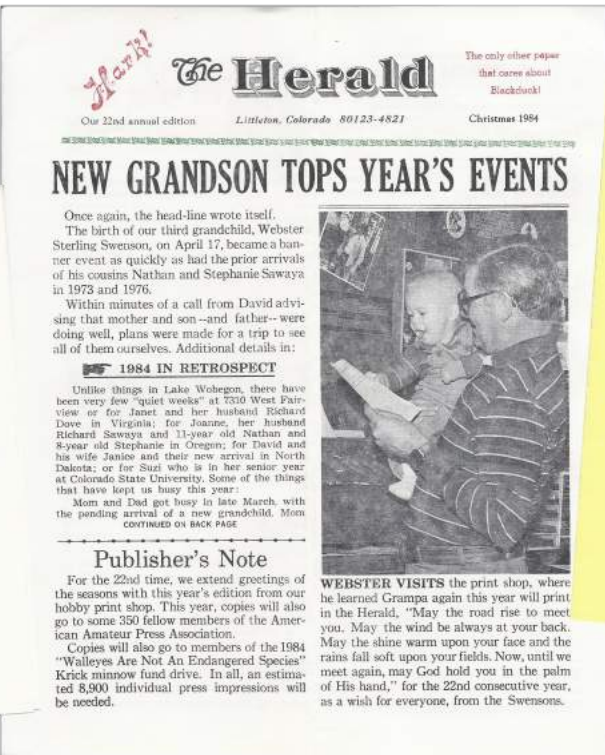 Hark!
The Herald
The only other paper
that cares about
Blackduck!
Our 22nd annual edition
Littleton, Colorado 80123-4821
Christmas 1984
NEW GRANDSON TOPS YEAR'S EVENTS
Once again, the head-line wrote itself.
The birth of our third grandchild, Webster
Sterling Swenson, on April 17, became a ban-
ner event as quickly as had the prior arrivals
of his cousins Nathan and Stephanie Sawaya
in 1973 and 1976.
Within minutes of a call from David advi-
sing that mother and son--and father--were
doing well, plans were made for a trip to see
all of them ourselves. Additional details in:
1984 IN RETROSPECT
Unlike things in Lake Wobegon, there have
been very few "quiet weeks" at 7310 West Fair-
view or for Janet and her husband Richard
Dove in Virginia; for Joanne, her husband
Richard Sawaya and 11-year old Nathan and
8-year old Stephanie in Oregon; for David and
his wife Janice and their new arrival in North
Dakota; or for Suzi who is in her senior year
at Colorado State University. Some of the things
that have kept us busy this year:
Mom and Dad got busy in late March, with
the pending arrival of a new grandchild. Mom
CONTINUED ON BACK PAGE
Publisher's Note
For the 22nd time, we extend greetings of
the seasons with this year's edition from our
hobby print shop. This year, copies will also
go to some 350 fellow members of the Amer-
ican Amateur Press Association.
Copies will also go to members of the 1984
"Walleyes Are Not An Endangered Species"
Krick minnow fund drive. In all, an estima-
ted 8,900 individual press impressions will
be needed.
WEBSTER VISITS the print shop, where
he learned Grampa again this year will print
in the Herald, "May the road rise to meet
you. May the wind be always at your back.
May the shine warm upon your face and the
rains fall soft upon your fields. Now, until we
meet again, may God hold you in the palm
of His hand," for the 22nd consecutive year,
as a wish for everyone, from the Swensons.